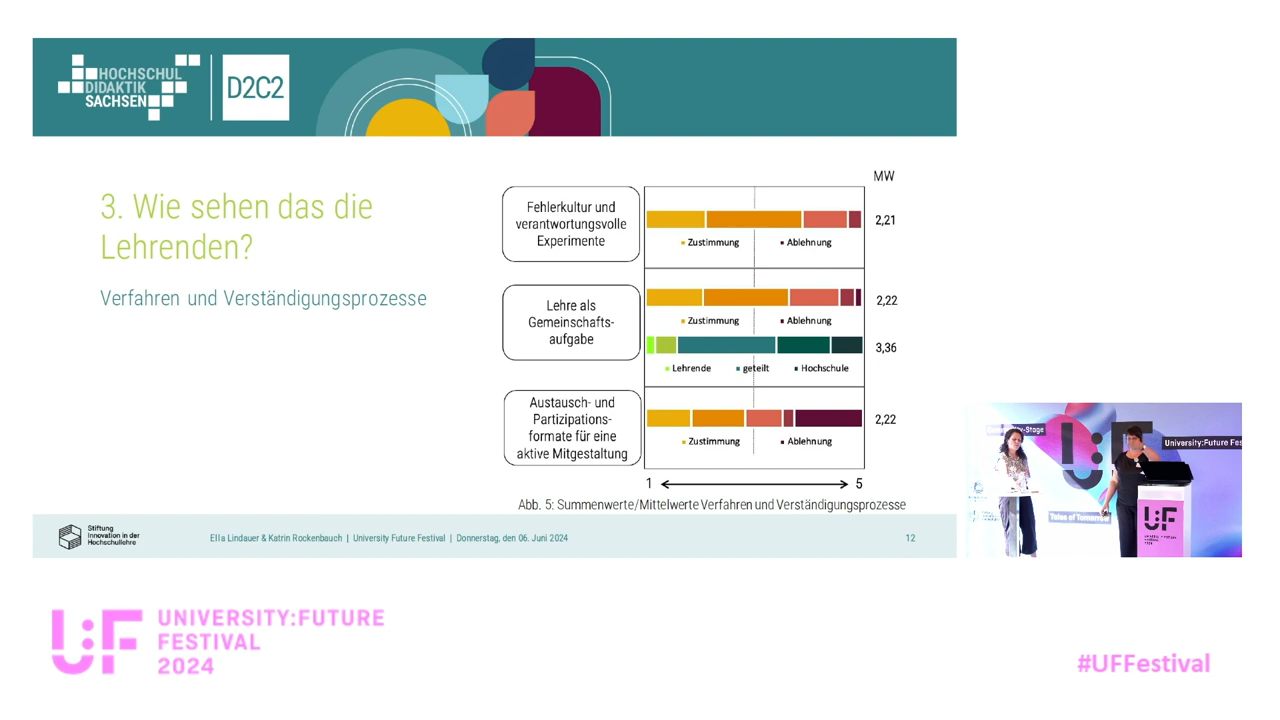 HOCHSCHUL
DIDAKTIK
SACHSEN
D2C2
3. Wie sehen das die
Lehrenden?
Verfahren und Verständigungsprozesse
MW
Fehlerkultur und
verantwortungsvolle
Experimente
2,21
Zustimmung
Ablehnung
Lehre als
Gemeinschafts-
aufgabe
2,22
Zustimmung
Ablehnung
3,36
Lehrende
geteilt
Hochschule
Austausch- und
Partizipations-
formate für eine
aktive Mitgestaltung
2,22
Zustimmung
Ablehnung
1
5
Abb. 5: Summenwerte/Mittelwerte Verfahren und Verständigungsprozesse
Stiftung
Innovation in der
Hochschullehre
Ella Lindauer & Katrin Rockenbauch | University Future Festival | Donnerstag, den 06. Juni 2024
12
University:Future Fes
Tales of Tomorrow
U:F
U:F
U:F
UNIVERSITY:FUTURE
FESTIVAL
2024
#UFFestival